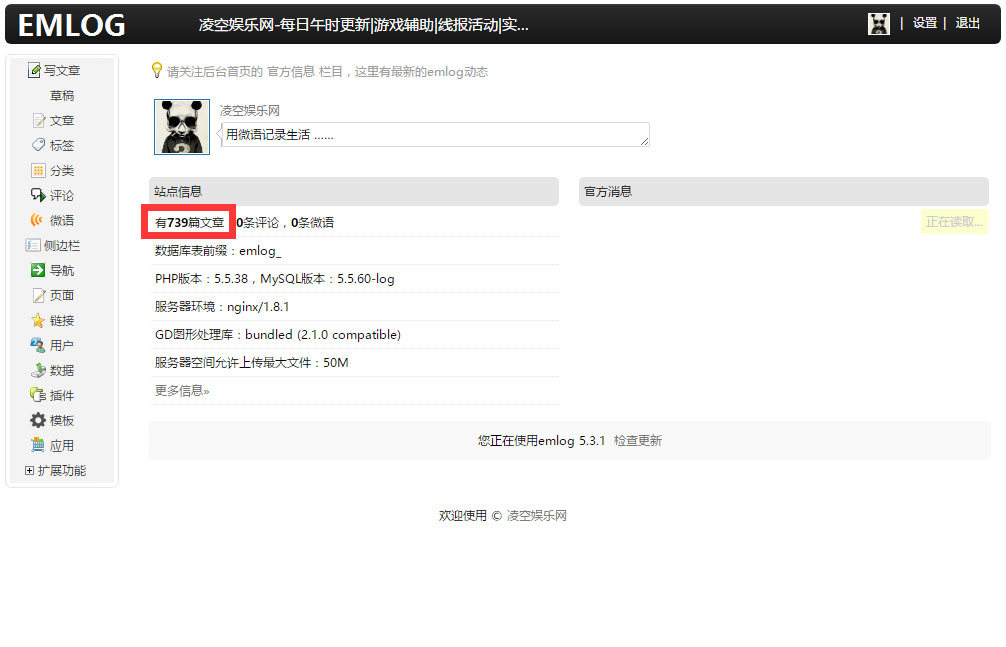 EMLOG 凌空娱乐网-每日午时更新|游戏辅助|线报活动|实... | 设置 | 退出
写文章
草稿
文章
标签
分类
评论
微语
侧边栏
导航
页面
链接
用户
数据
插件
模板
应用
扩展功能
请关注后台首页的 官方信息 栏目，这里有最新的emlog动态
凌空娱乐网
用微语记录生活 ......
站点信息
有739篇文章 0条评论，0条微语
数据库表前缀：emlog_
PHP版本：5.5.38，MySQL版本：5.5.60-log
服务器环境：nginx/1.8.1
GD图形处理库：bundled (2.1.0 compatible)
服务器空间允许上传最大文件：50M
更多信息»
官方消息
正在读取...
您正在使用emlog 5.3.1 检查更新
欢迎使用 © 凌空娱乐网